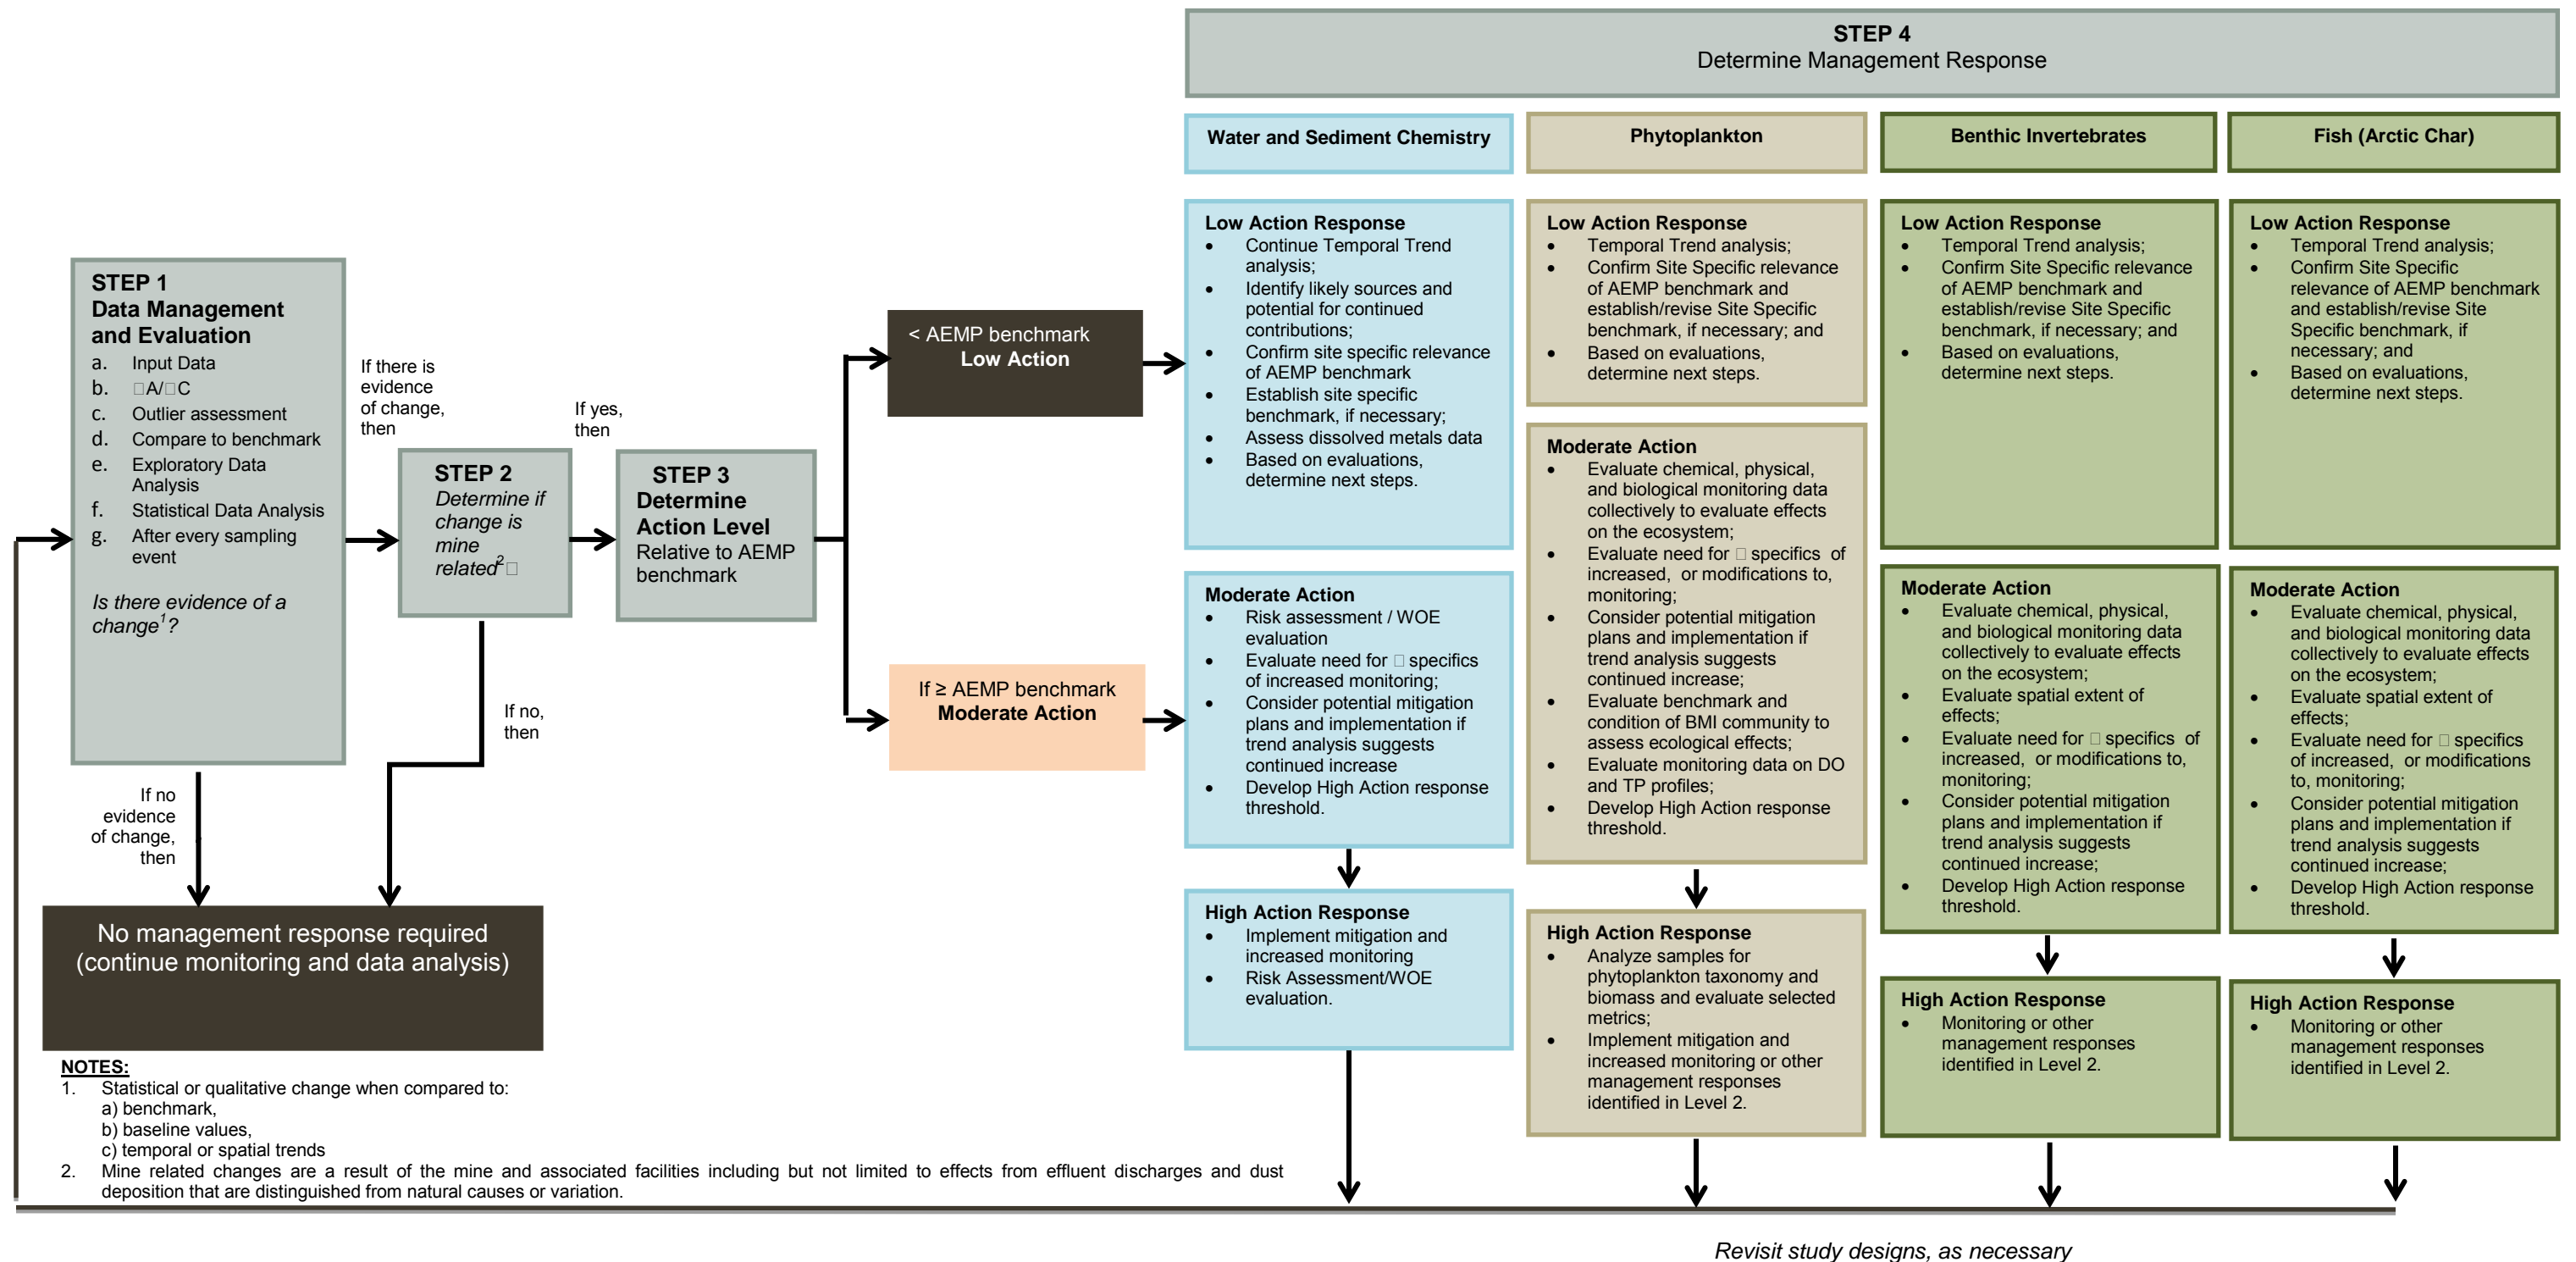 STEP 4
Determine Management Response
Water and Sediment Chemistry
Phytoplankton
Benthic Invertebrates
Fish (Arctic Char)
STEP 1
Data Management
and Evaluation
a. Input Data
b. □A/□C
c. Outlier assessment
d. Compare to benchmark
e. Exploratory Data
Analysis
f. Statistical Data Analysis
g. After every sampling
event
Is there evidence of a
change1?
If there is
evidence
of change,
then
STEP 2
Determine if
change is
mine
related2□
If yes,
then
STEP 3
Determine
Action Level
Relative to AEMP
benchmark
If no,
then
If no
evidence
of change,
then
No management response required
(continue monitoring and data analysis)
< AEMP benchmark
Low Action
If ≥ AEMP benchmark
Moderate Action
Low Action Response
• Continue Temporal Trend
analysis;
• Identify likely sources and
potential for continued
contributions;
• Confirm site specific relevance
of AEMP benchmark
• Establish site specific
benchmark, if necessary;
• Assess dissolved metals data
• Based on evaluations,
determine next steps.
Moderate Action
• Risk assessment / WOE
evaluation
• Evaluate need for □ specifics
of increased monitoring;
• Consider potential mitigation
plans and implementation if
trend analysis suggests
continued increase
• Develop High Action response
threshold.
High Action Response
• Implement mitigation and
increased monitoring
• Risk Assessment/WOE
evaluation.
Low Action Response
• Temporal Trend analysis;
• Confirm Site Specific relevance
of AEMP benchmark and
establish/revise Site Specific
benchmark, if necessary; and
• Based on evaluations,
determine next steps.
Moderate Action
• Evaluate chemical, physical,
and biological monitoring data
collectively to evaluate effects
on the ecosystem;
• Evaluate need for □ specifics of
increased, or modifications to,
monitoring;
• Consider potential mitigation
plans and implementation if
trend analysis suggests
continued increase;
• Evaluate benchmark and
condition of BMI community to
assess ecological effects;
• Evaluate monitoring data on DO
and TP profiles;
• Develop High Action response
threshold.
High Action Response
• Analyze samples for
phytoplankton taxonomy and
biomass and evaluate selected
metrics;
• Implement mitigation and
increased monitoring or other
management responses
identified in Level 2.
Low Action Response
• Temporal Trend analysis;
• Confirm Site Specific relevance
of AEMP benchmark and
establish/revise Site Specific
benchmark, if necessary; and
• Based on evaluations,
determine next steps.
Moderate Action
• Evaluate chemical, physical,
and biological monitoring data
collectively to evaluate effects
on the ecosystem;
• Evaluate spatial extent of
effects;
• Evaluate need for □ specifics of
increased, or modifications to,
monitoring;
• Consider potential mitigation
plans and implementation if
trend analysis suggests
continued increase;
• Develop High Action response
threshold.
High Action Response
• Monitoring or other
management responses
identified in Level 2.
Low Action Response
• Temporal Trend analysis;
• Confirm Site Specific
relevance of AEMP benchmark
and establish/revise Site
Specific benchmark, if
necessary; and
• Based on evaluations,
determine next steps.
Moderate Action
• Evaluate chemical, physical,
and biological monitoring data
collectively to evaluate effects
on the ecosystem;
• Evaluate spatial extent of
effects;
• Evaluate need for □ specifics
of increased, or modifications
to, monitoring;
• Consider potential mitigation
plans and implementation if
trend analysis suggests
continued increase;
• Develop High Action response
threshold.
High Action Response
• Monitoring or other
management responses
identified in Level 2.
NOTES:
1. Statistical or qualitative change when compared to:
a) benchmark,
b) baseline values,
c) temporal or spatial trends
2. Mine related changes are a result of the mine and associated facilities including but not limited to effects from effluent discharges and dust
deposition that are distinguished from natural causes or variation.
Revisit study designs, as necessary